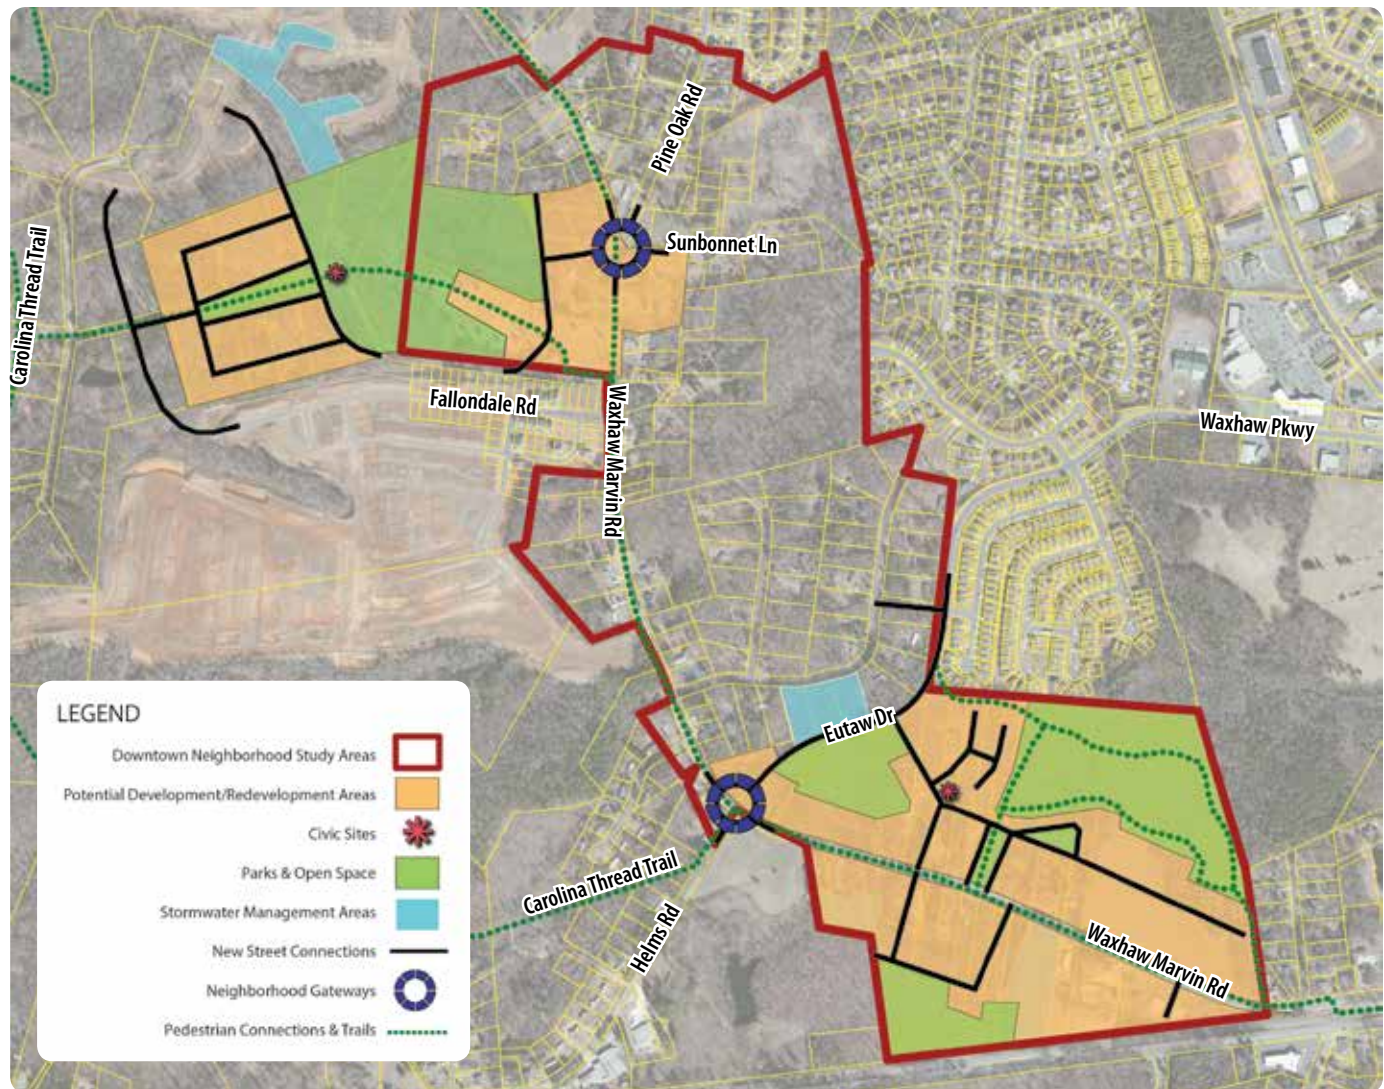 Pine Oak Rd
Sunbonnet Ln
Carolina Thread Trail
Fallondale Rd
Waxhaw Marvin Rd
Waxhaw Pkwy
Eutaw Dr
Carolina Thread Trail
Helms Rd
Waxhaw Marvin Rd
LEGEND
Downtown Neighborhood Study Areas
Potential Development/Redevelopment Areas
Civic Sites
Parks & Open Space
Stormwater Management Areas
New Street Connections
Neighborhood Gateways
Pedestrian Connections & Trails